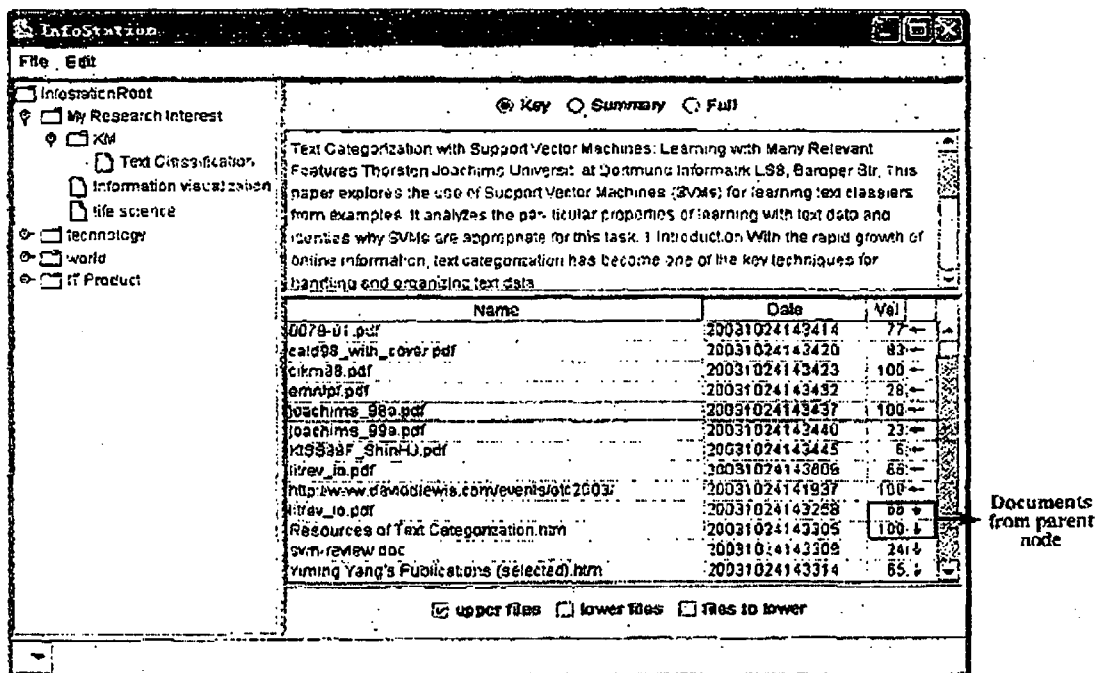 InfoStation
File Edit
InfostationRoot
My Research Interest
KM
Text Classification
Information visualization
life science
technology
world
IT Product
Key Summary Full
Text Categorization with Support Vector Machines: Learning with Many Relevant
Features Thorsten Joachims Universit at Dortmund Informatik LS8, Baroper Str, This
paper explores the use of Support Vector Machines (SVMs) for learning text classiers
from examples. It analyzes the par- ticular properties of learning with text data and
identies why SVMs are appropriate for this task. 1 Introduction With the rapid growth of
online information, text categorization has become one of the key techniques for
handling and organizing text data
Name Date Val
0079-01.pdf 20031024143414 77 ←
cald98_with_cover.pdf 20031024143420 83 ←
cikm98.pdf 20031024143423 100 ←
20031024143432 28 ←
joachims_98a.pdf 20031024143437 100 ←
joachims_99a.pdf 20031024143440 23 ←
KISS99F_ShinHJ.pdf 20031024143445 6 ←
litrev_io.pdf 20031024143806 ←
20031024141937 100 ←
litrev_io.pdf 20031024143258 ↓
Resources of Text Categorization.htm 20031024143305 100 ↓
svm-review.doc 20031024143309 24 ↓
Yiming Yang's Publications (selected).htm 20031024143314 65 ↓
upper files lower files files to lower
Documents
from parent
node